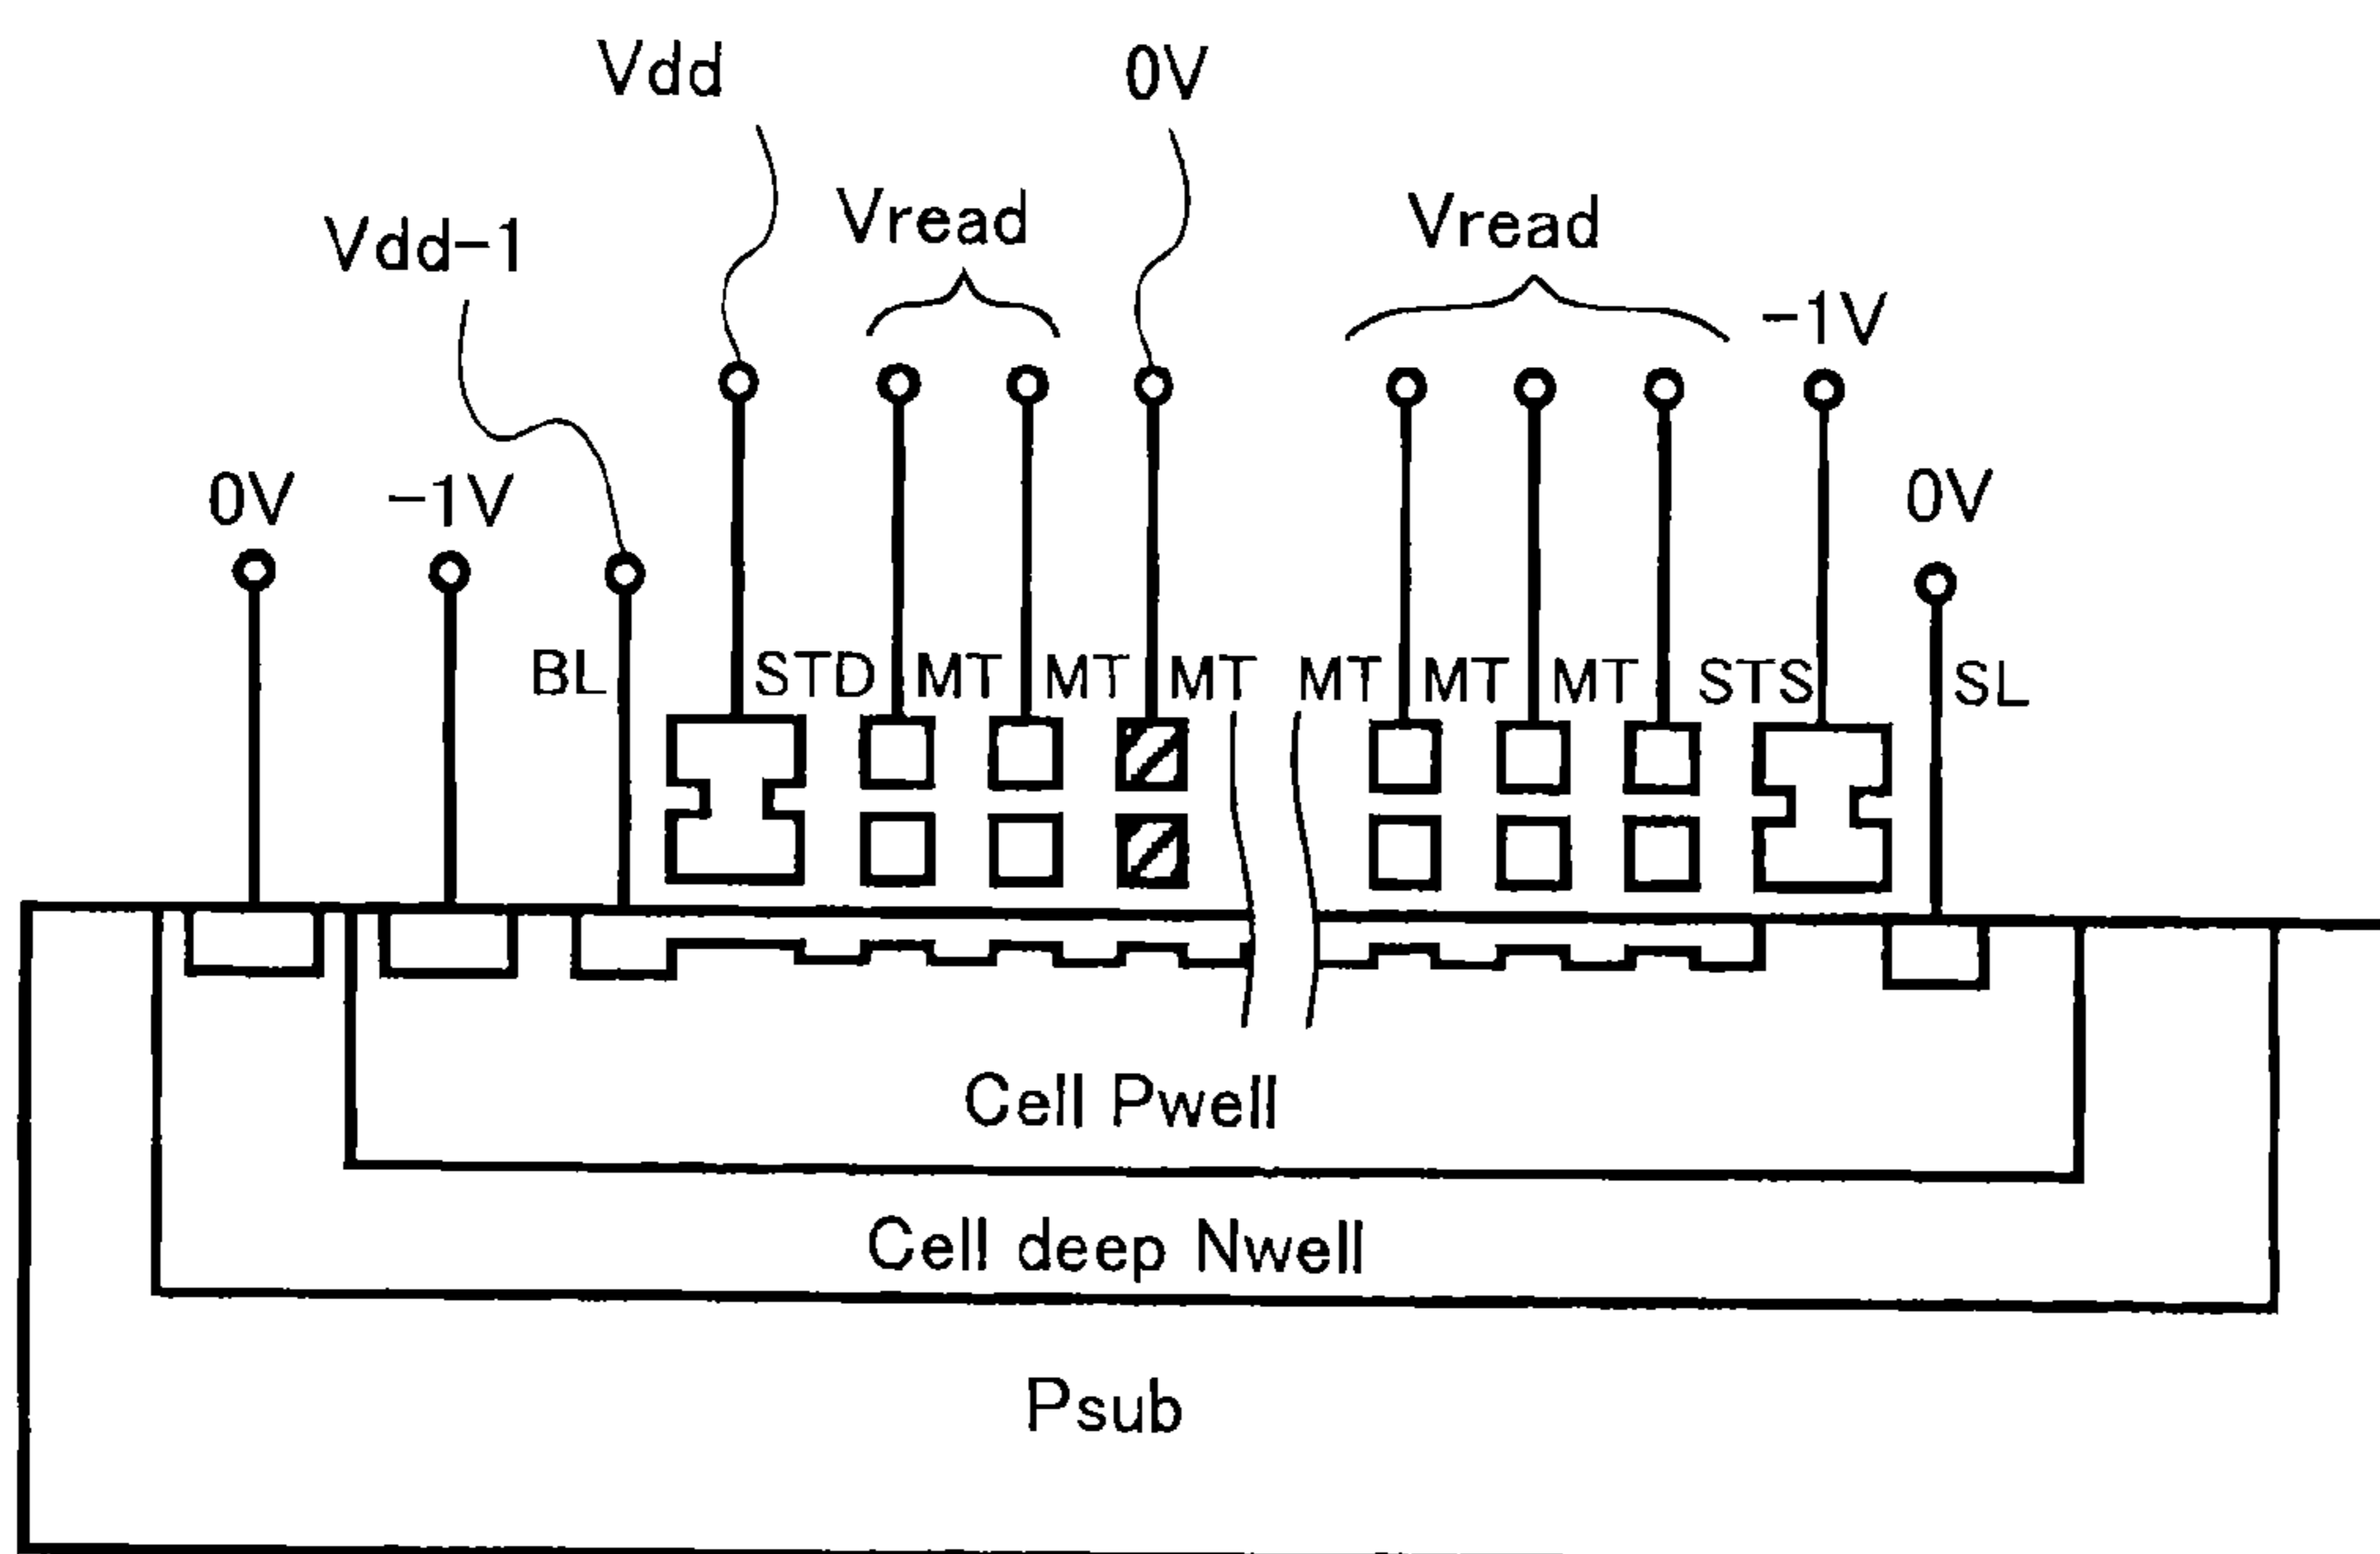 Vdd
0V
Vdd-1
Vread
Vread
-1V
0V
-1V
0V
BL
STD
MT
MT
MT
MT
MT
MT
STS
SL
Cell Pwell
Cell deep Nwell
Psub